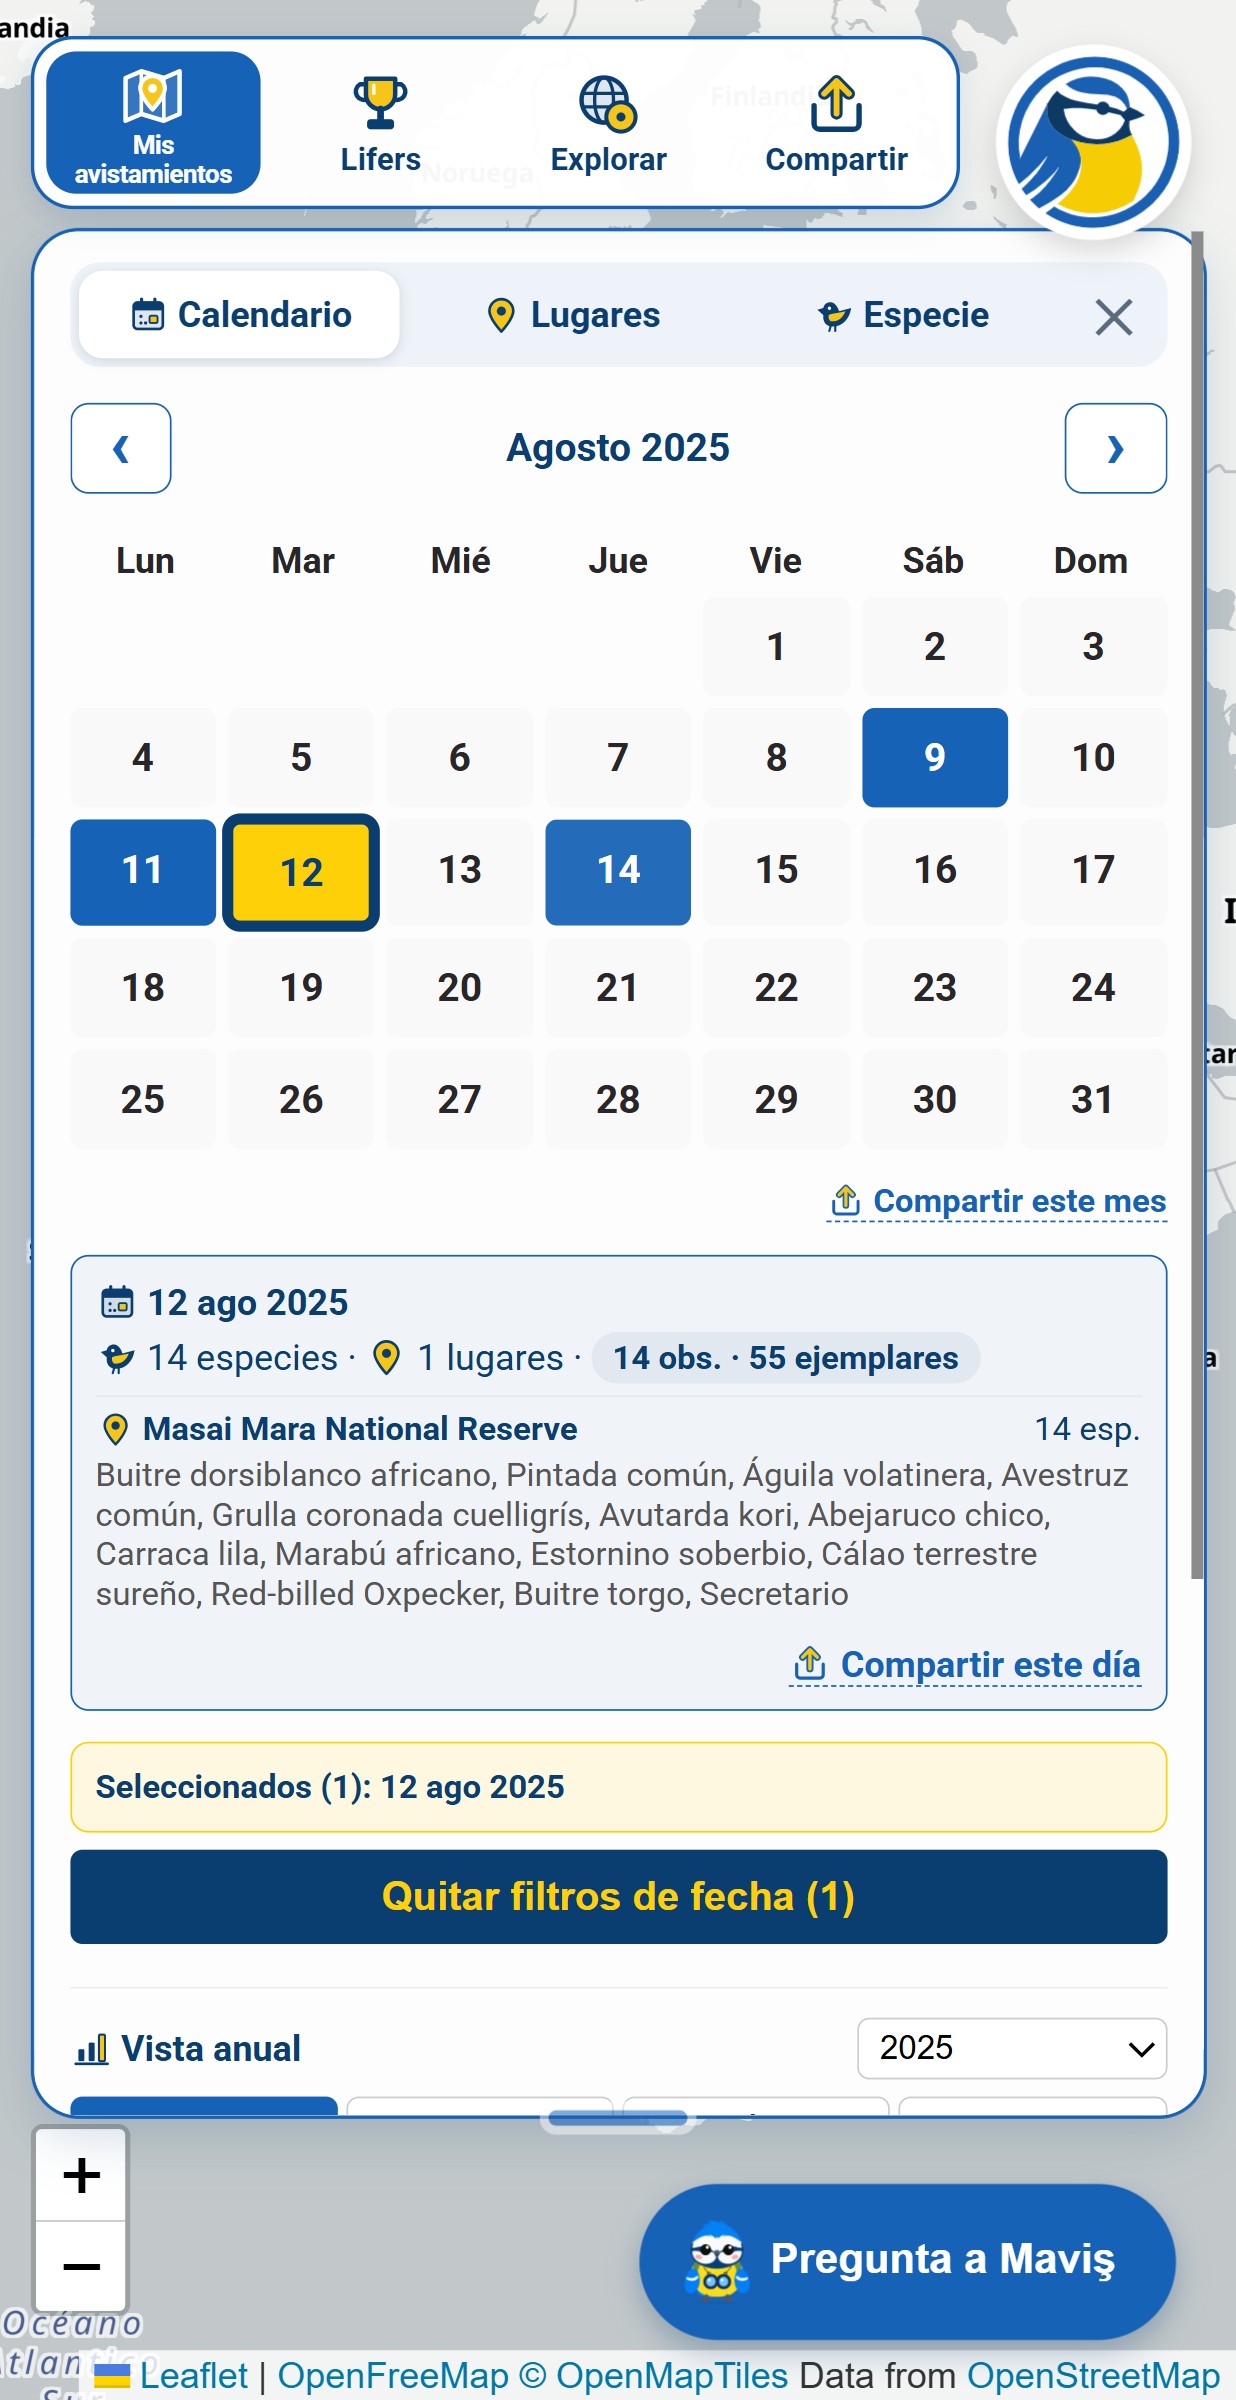 andia
Finlandi
Noruega
Mis
avistamientos
Lifers
Explorar
Compartir
Calendario
Lugares
Especie
‹
Agosto 2025
›
Lun Mar Mié Jue Vie Sáb Dom
1 2 3
4 5 6 7 8 9 10
11 12 13 14 15 16 17
18 19 20 21 22 23 24
25 26 27 28 29 30 31
Compartir este mes
12 ago 2025
14 especies · 1 lugares · 14 obs. · 55 ejemplares
Masai Mara National Reserve 14 esp.
Buitre dorsiblanco africano, Pintada común, Águila volatinera, Avestruz
común, Grulla coronada cuelligrís, Avutarda kori, Abejaruco chico,
Carraca lila, Marabú africano, Estornino soberbio, Cálao terrestre
sureño, Red-billed Oxpecker, Buitre torgo, Secretario
Compartir este día
Seleccionados (1): 12 ago 2025
Quitar filtros de fecha (1)
Vista anual
2025
+
−
Pregunta a Maviş
Océano
Leaflet | OpenFreeMap © OpenMapTiles Data from OpenStreetMap